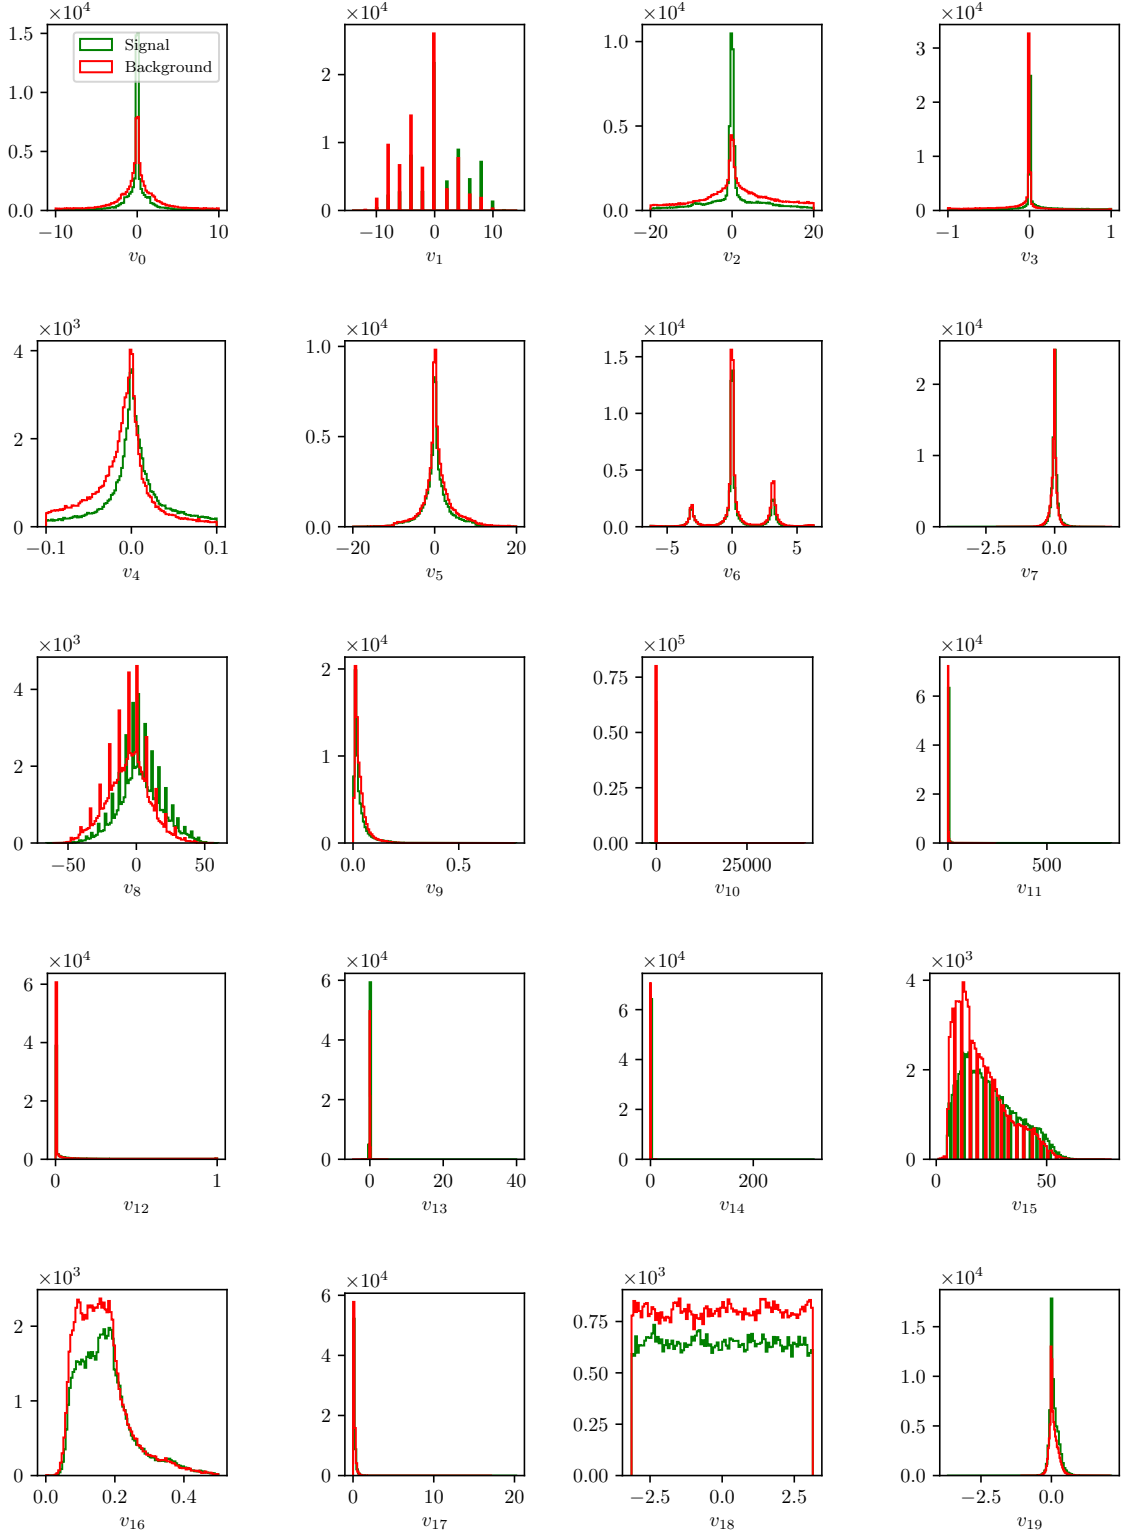 ×10⁴ ×10⁴ ×10⁴ ×10⁴
Signal
Background
1.5 1.0 0.5 0.0
2 1 0
1.0 0.5 0.0
3 2 1 0
−10 0 10
−10 0 10
−20 0 20
−1 0 1
v₀ v₁ v₂ v₃
×10³ ×10⁴ ×10⁴ ×10⁴
4 2 0
1.0 0.5 0.0
1.5 1.0 0.5 0.0
2 1 0
−0.1 0.0 0.1
−20 0 20
−5 0 5
−2.5 0.0
v₄ v₅ v₆ v₇
×10³ ×10⁴ ×10⁵ ×10⁴
4 2 0
2 1 0
0.75 0.50 0.25 0.00
6 4 2 0
−50 0 50
0.0 0.5
0 25000
0 500
v₈ v₉ v₁₀ v₁₁
×10⁴ ×10⁴ ×10⁴ ×10³
6 4 2 0
6 4 2 0
8 6 4 2 0
4 2 0
0 1
0 20 40
0 200
0 50
v₁₂ v₁₃ v₁₄ v₁₅
×10³ ×10⁴ ×10³ ×10⁴
2 1 0
6 4 2 0
0.75 0.50 0.25 0.00
1.5 1.0 0.5 0.0
0.0 0.2 0.4
0 10 20
−2.5 0.0 2.5
−2.5 0.0
v₁₆ v₁₇ v₁₈ v₁₉